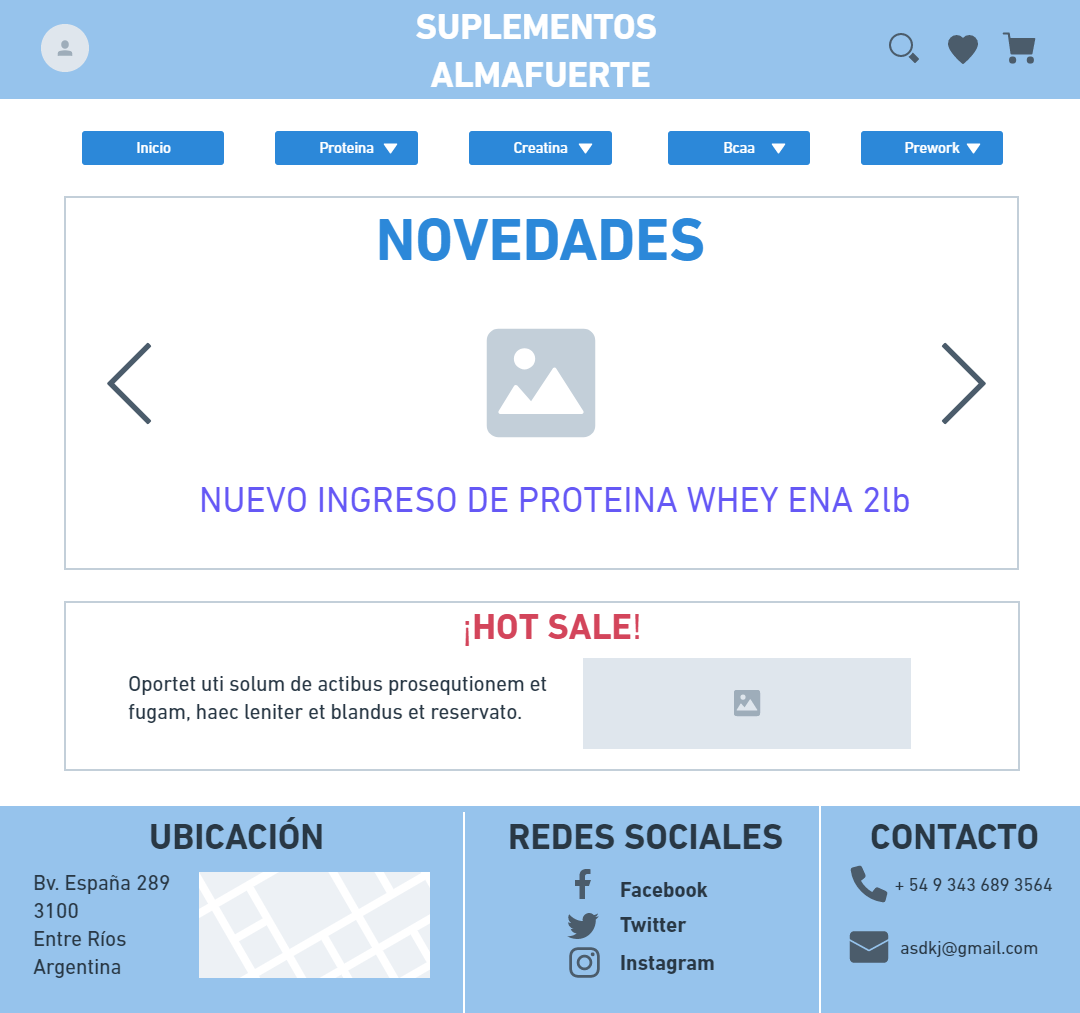 SUPLEMENTOS
ALMAFUERTE
Inicio
Proteina
Creatina
Bcaa
Prework
NOVEDADES
NUEVO INGRESO DE PROTEINA WHEY ENA 2lb
¡HOT SALE!
Oportet uti solum de actibus prosequtionem et
fugam, haec leniter et blandus et reservato.
UBICACIÓN
Bv. España 289
3100
Entre Ríos
Argentina
REDES SOCIALES
Facebook
Twitter
Instagram
CONTACTO
+ 54 9 343 689 3564
asdkj@gmail.com